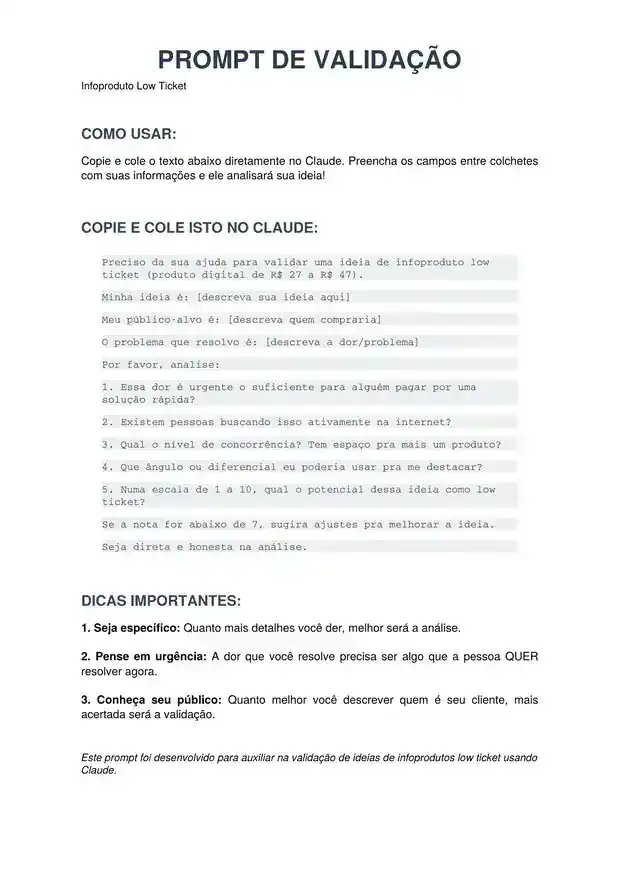 PROMPT DE VALIDAÇÃO
Infoproduto Low Ticket
COMO USAR:
Copie e cole o texto abaixo diretamente no Claude. Preencha os campos entre colchetes
com suas informações e ele analisará sua ideia!
COPIE E COLE ISTO NO CLAUDE:
Preciso da sua ajuda para validar uma ideia de infoproduto low
ticket (produto digital de R$ 27 a R$ 47).
Minha ideia é: [descreva sua ideia aqui]
Meu público-alvo é: [descreva quem compraria]
O problema que resolvo é: [descreva a dor/problema]
Por favor, analise:
1. Essa dor é urgente o suficiente para alguém pagar por uma
solução rápida?
2. Existem pessoas buscando isso ativamente na internet?
3. Qual o nível de concorrência? Tem espaço pra mais um produto?
4. Que ângulo ou diferencial eu poderia usar pra me destacar?
5. Numa escala de 1 a 10, qual o potencial dessa ideia como low
ticket?
Se a nota for abaixo de 7, sugira ajustes pra melhorar a ideia.
Seja direta e honesta na análise.
DICAS IMPORTANTES:
1. Seja específico: Quanto mais detalhes você der, melhor será a análise.
2. Pense em urgência: A dor que você resolve precisa ser algo que a pessoa QUER
resolver agora.
3. Conheça seu público: Quanto melhor você descrever quem é seu cliente, mais
acertada será a validação.
Este prompt foi desenvolvido para auxiliar na validação de ideias de infoprodutos low ticket usando
Claude.